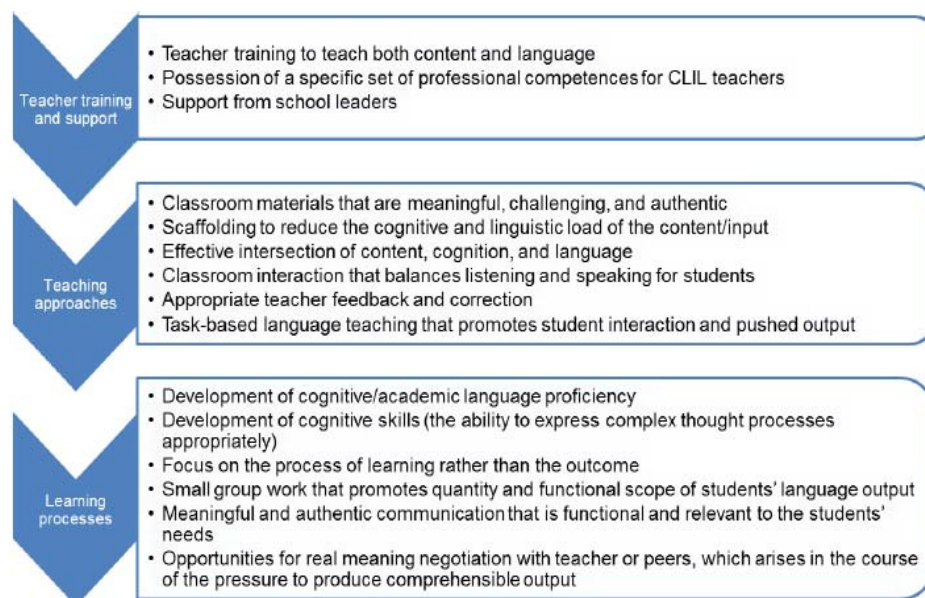 Teacher training
and support
• Teacher training to teach both content and language
• Possession of a specific set of professional competences for CLIL teachers
• Support from school leaders
Teaching
approaches
• Classroom materials that are meaningful, challenging, and authentic
• Scaffolding to reduce the cognitive and linguistic load of the content/input
• Effective intersection of content, cognition, and language
• Classroom interaction that balances listening and speaking for students
• Appropriate teacher feedback and correction
• Task-based language teaching that promotes student interaction and pushed output
Learning
processes
• Development of cognitive/academic language proficiency
• Development of cognitive skills (the ability to express complex thought processes
appropriately)
• Focus on the process of learning rather than the outcome
• Small group work that promotes quantity and functional scope of students' language output
• Meaningful and authentic communication that is functional and relevant to the students'
needs
• Opportunities for real meaning negotiation with teacher or peers, which arises in the course
of the pressure to produce comprehensible output